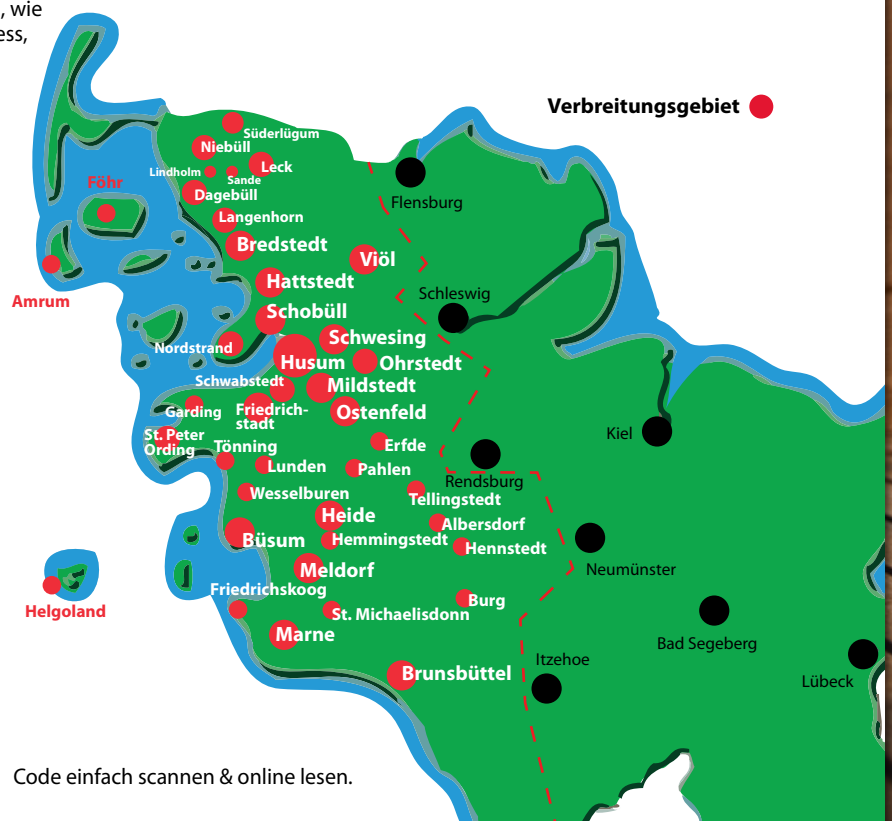 , wie
ess,
Verbreitungsgebiet
Süderlügum
Niebüll
Leck
Lindholm
Sande
Föhr
Dagebüll
Flensburg
Langenhorn
Bredstedt
Viöl
Hattstedt
Schleswig
Amrum
Schobüll
Schwesing
Nordstrand
Husum
Ohrstedt
Schwabstedt
Mildstedt
Garding
Friedrich-
stadt
Ostenfeld
St. Peter
Ording
Tönning
Erfde
Kiel
Lunden
Pahlen
Rendsburg
Wesselburen
Tellingstedt
Heide
Albersdorf
Büsum
Hemmingstedt
Hennstedt
Meldorf
Neumünster
Friedrichskoog
Helgoland
Burg
St. Michaelisdonn
Marne
Bad Segeberg
Itzehoe
Brunsbüttel
Lübeck
Code einfach scannen & online lesen.